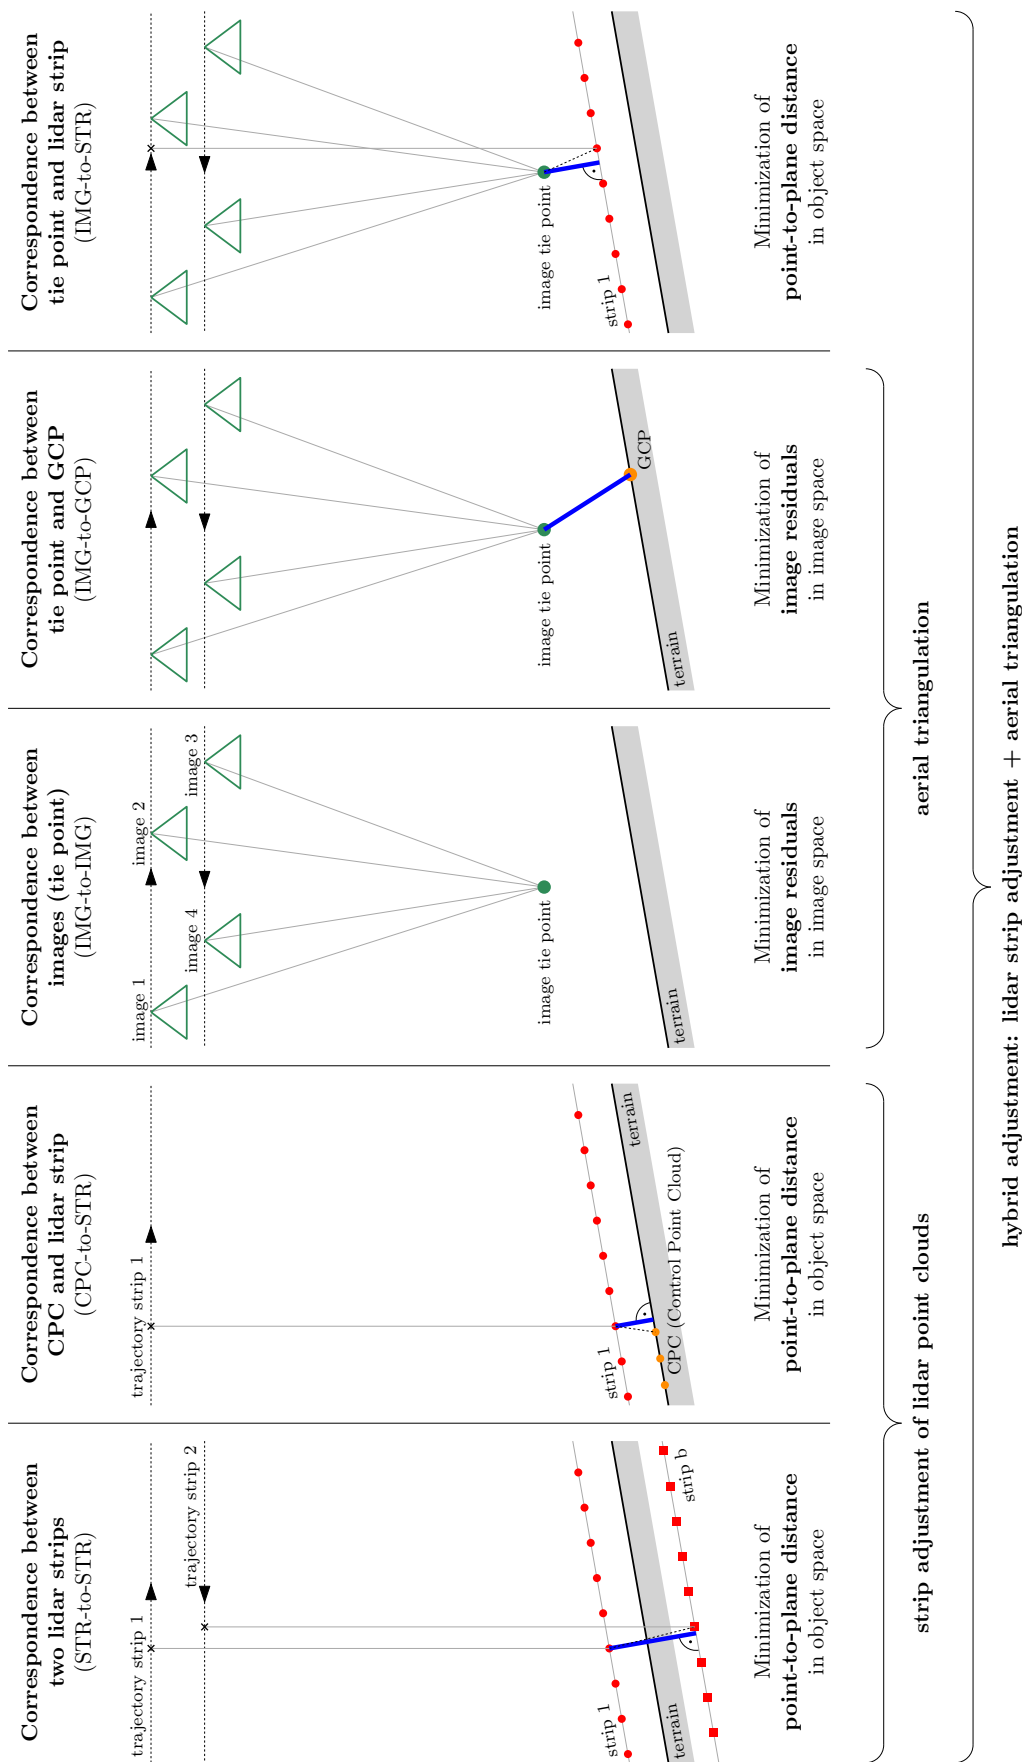 Correspondence between
two lidar strips
(STR-to-STR)
trajectory strip 1
trajectory strip 2
strip 1
terrain
strip b
Minimization of
point-to-plane distance
in object space
Correspondence between
CPC and lidar strip
(CPC-to-STR)
trajectory strip 1
strip 1
terrain
CPC (Control Point Cloud)
Minimization of
point-to-plane distance
in object space
Correspondence between
images (tie point)
(IMG-to-IMG)
image 1
image 2
image 4
image 3
image tie point
terrain
Minimization of
image residuals
in image space
Correspondence between
tie point and GCP
(IMG-to-GCP)
image tie point
GCP
terrain
Minimization of
image residuals
in image space
Correspondence between
tie point and lidar strip
(IMG-to-STR)
image tie point
strip 1
Minimization of
point-to-plane distance
in object space
strip adjustment of lidar point clouds
aerial triangulation
hybrid adjustment: lidar strip adjustment + aerial triangulation